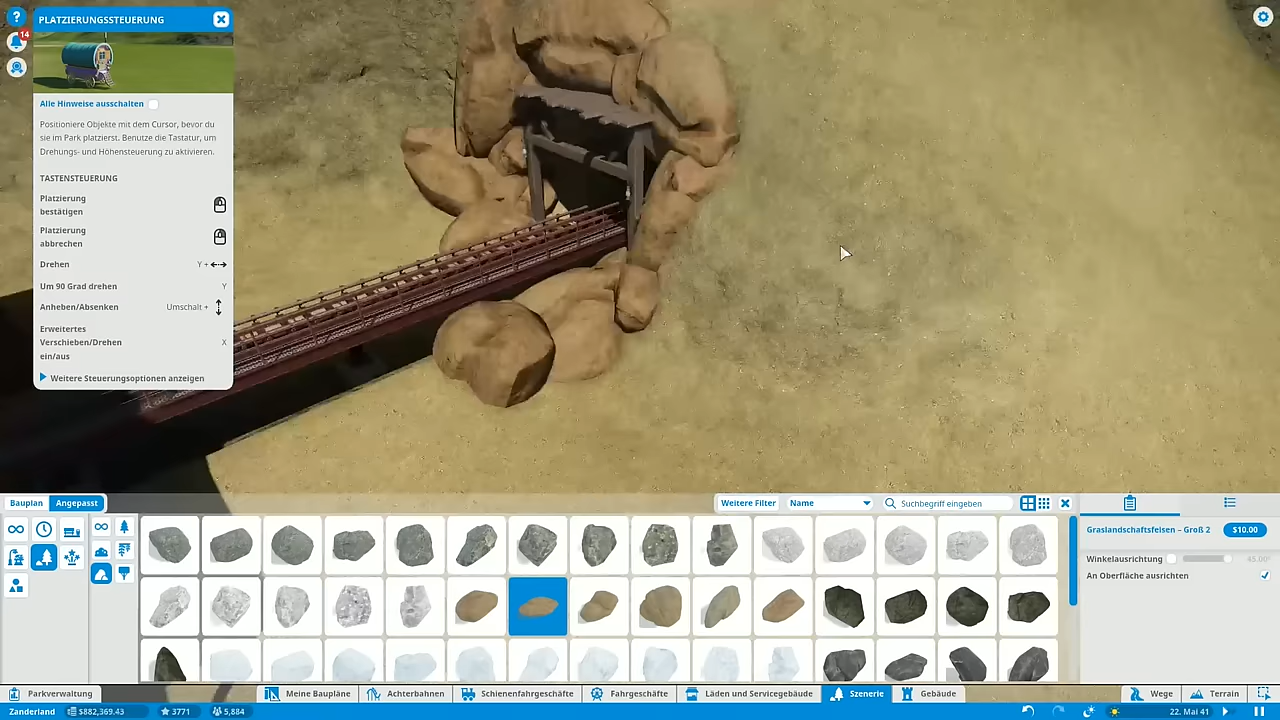 ?
14
PLATZIERUNGSSTEUERUNG
Alle Hinweise ausschalten
Positioniere Objekte mit dem Cursor, bevor du
sie im Park platzierst. Benutze die Tastatur, um
Drehungs- und Höhensteuerung zu aktivieren.
TASTENSTEUERUNG
Platzierung
bestätigen
Platzierung
abbrechen
Drehen Y +
Um 90 Grad drehen Y
Anheben/Absenken Umschalt +
Erweitertes
Verschieben/Drehen X
ein/aus
Weitere Steuerungsoptionen anzeigen
Bauplan Angepasst Weitere Filter Name Suchbegriff eingeben
Graslandschaftsfelsen – Groß 2 $10.00
Winkelausrichtung 45.00°
An Oberfläche ausrichten
Parkverwaltung Meine Baupläne Achterbahnen Schienenfahrgeschäfte Fahrgeschäfte Läden und Servicegebäude Szenerie Gebäude Wege Terrain
Zanderland $882,369.43 3771 5,884 22. Mai 41